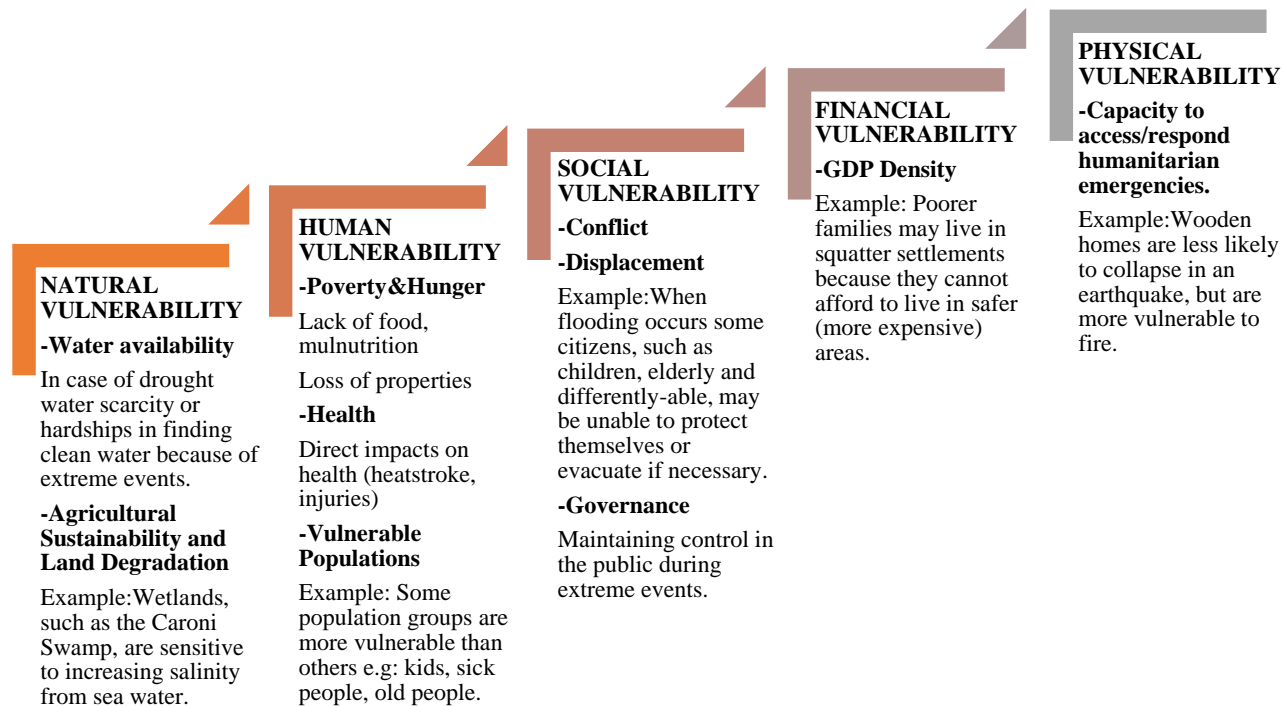 NATURAL
VULNERABILITY
-Water availability
In case of drought
water scarcity or
hardships in finding
clean water because of
extreme events.
-Agricultural
Sustainability and
Land Degradation
Example:Wetlands,
such as the Caroni
Swamp, are sensitive
to increasing salinity
from sea water.
HUMAN
VULNERABILITY
-Poverty&Hunger
Lack of food,
mulnutrition
Loss of properties
-Health
Direct impacts on
health (heatstroke,
injuries)
-Vulnerable
Populations
Example: Some
population groups are
more vulnerable than
others e.g: kids, sick
people, old people.
SOCIAL
VULNERABILITY
-Conflict
-Displacement
Example:When
flooding occurs some
citizens, such as
children, elderly and
differently-able, may
be unable to protect
themselves or
evacuate if necessary.
-Governance
Maintaining control in
the public during
extreme events.
FINANCIAL
VULNERABILITY
-GDP Density
Example: Poorer
families may live in
squatter settlements
because they cannot
afford to live in safer
(more expensive)
areas.
PHYSICAL
VULNERABILITY
-Capacity to
access/respond
humanitarian
emergencies.
Example:Wooden
homes are less likely
to collapse in an
earthquake, but are
more vulnerable to
fire.